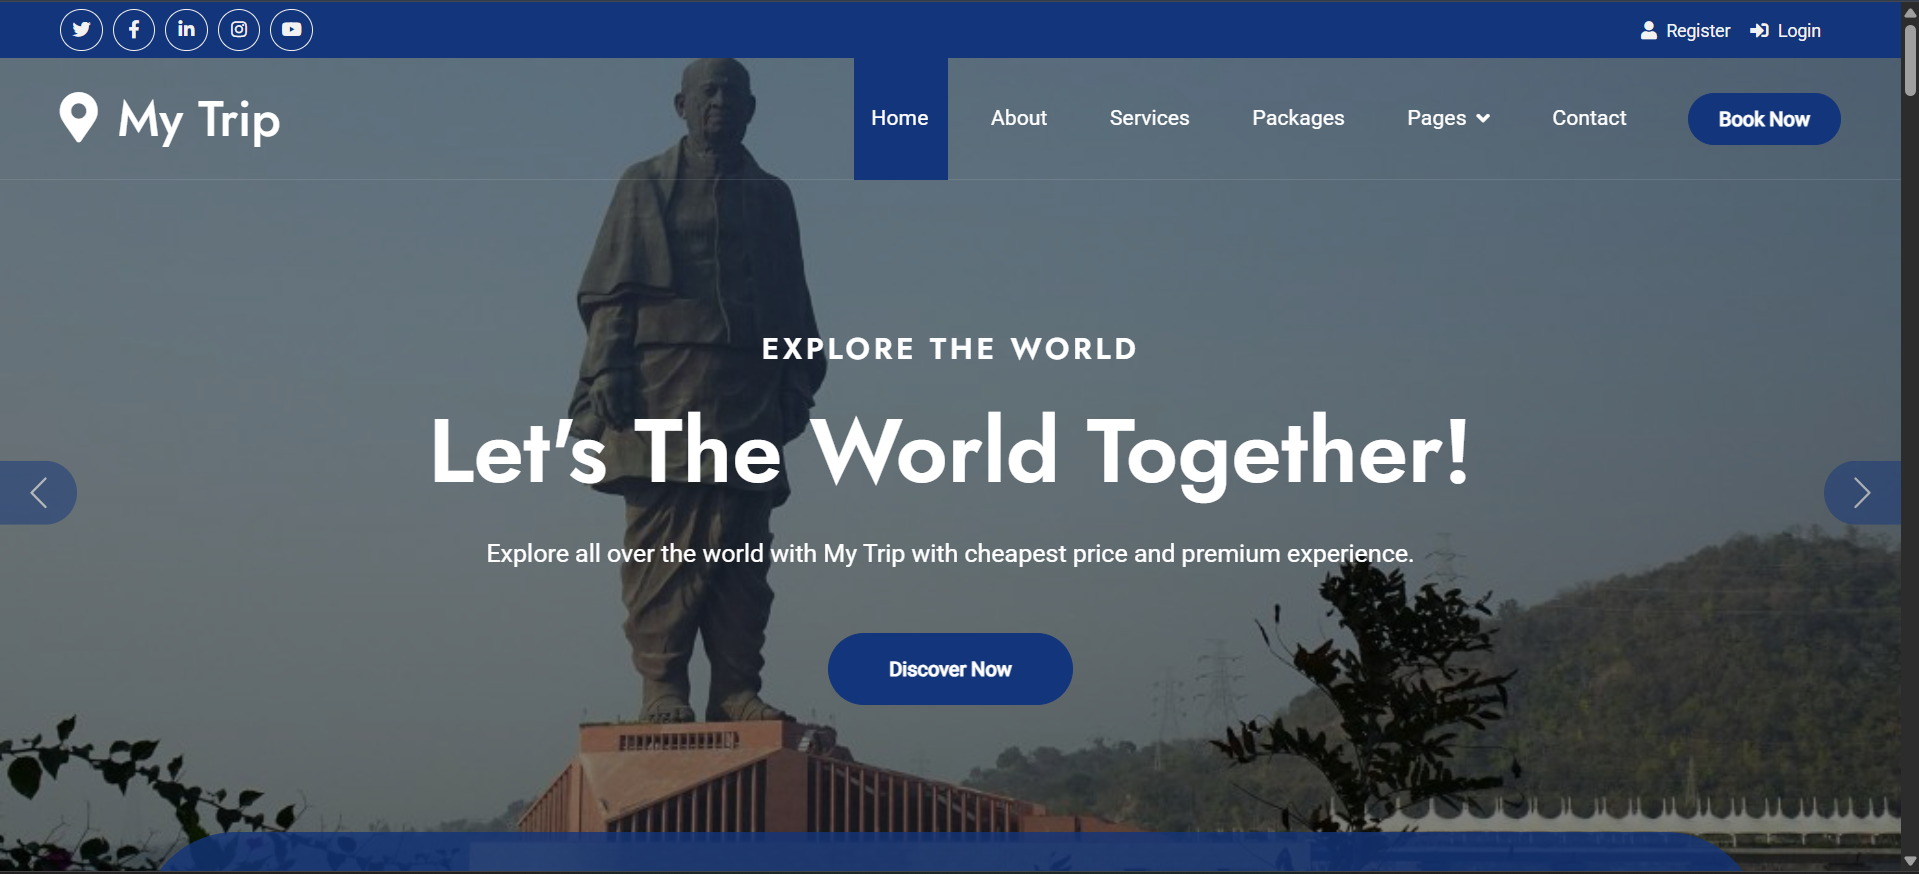 Register Login
My Trip
Home About Services Packages Pages Contact Book Now
EXPLORE THE WORLD
Let's The World Together!
Explore all over the world with My Trip with cheapest price and premium experience.
Discover Now